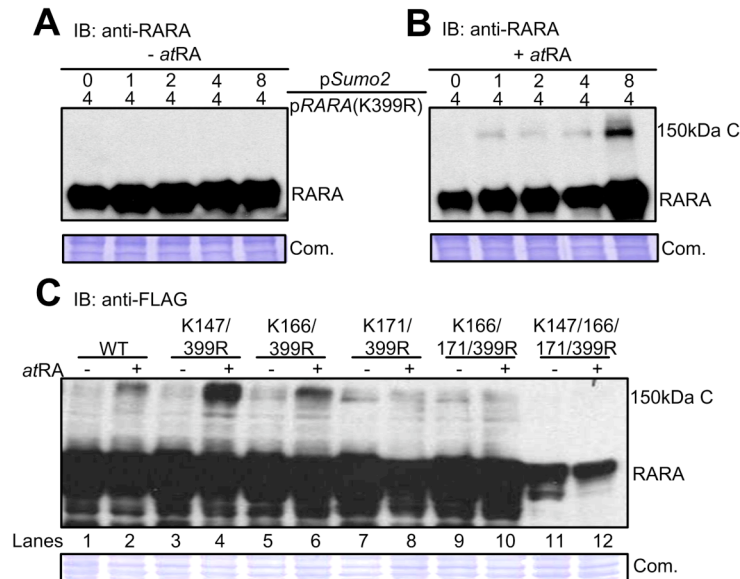 A IB: anti-RARA
- atRA
0 1 2 4 8
4 4 4 4 4
pSumo2
pRARA(K399R)
RARA
Com.
B IB: anti-RARA
+ atRA
0 1 2 4 8
4 4 4 4 4
150kDa C
RARA
Com.
C IB: anti-FLAG
WT K147/ K166/ K171/ K166/ K147/166/
399R 399R 399R 171/399R 171/399R
atRA - + - + - + - + - + - +
150kDa C
RARA
Lanes 1 2 3 4 5 6 7 8 9 10 11 12
Com.